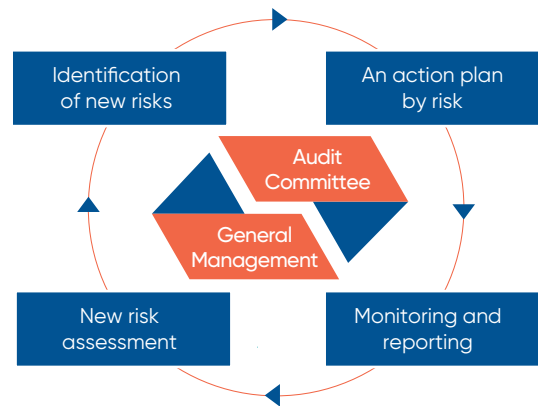 Identification
of new risks
An action plan
by risk
Audit
Committee
General
Management
New risk
assessment
Monitoring and
reporting